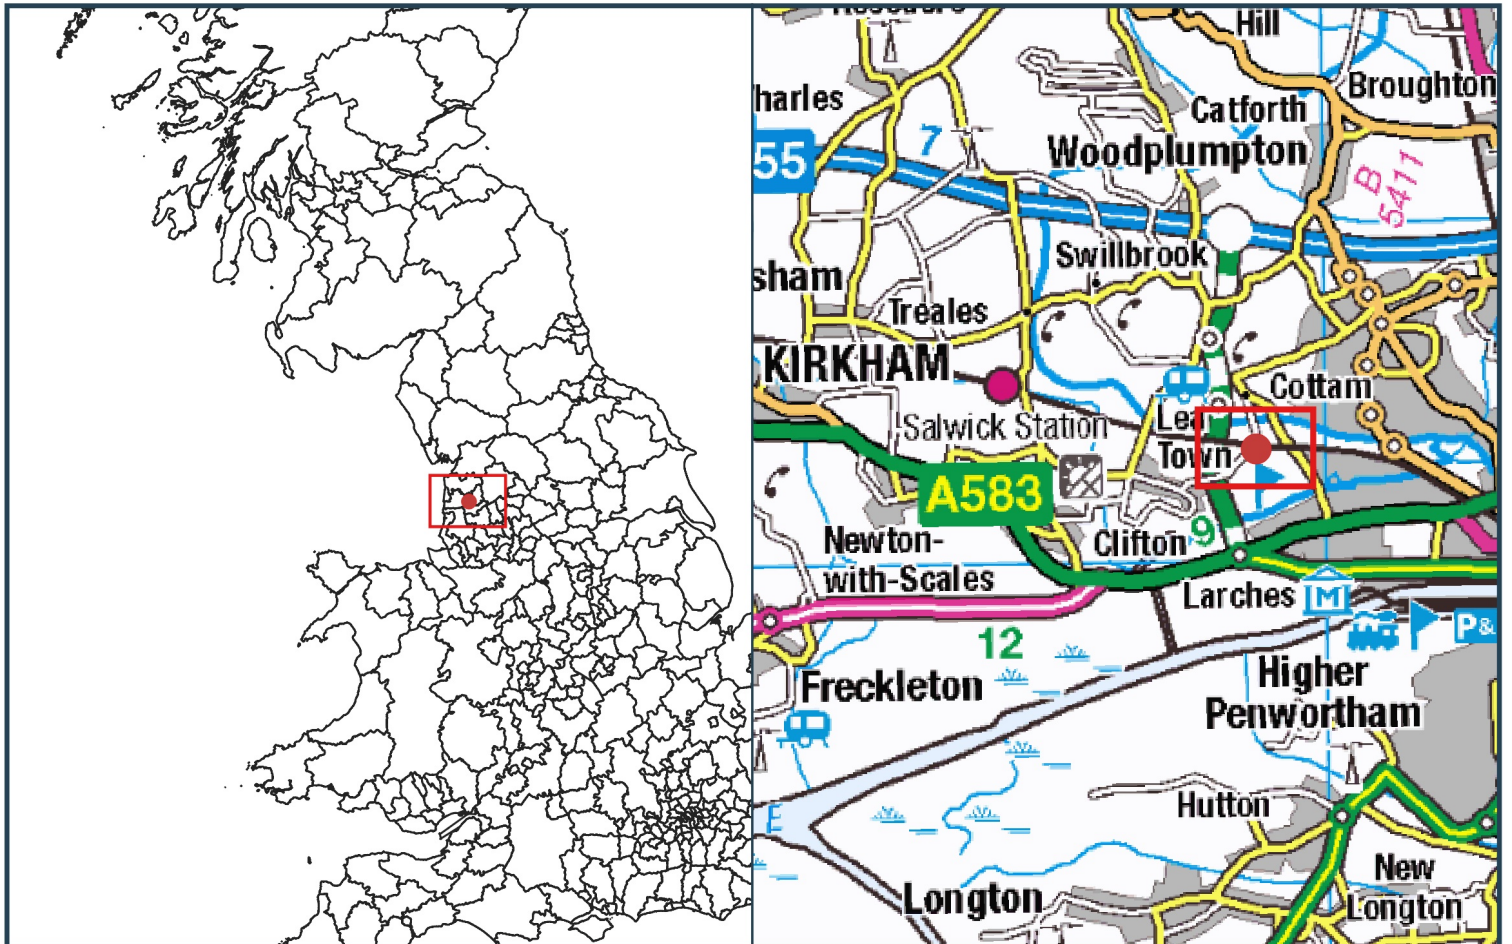 Hill
Broughton
harles
Catforth
55
7
Woodplumpton
B
5411
Swillbrook
sham
Treales
KIRKHAM
Cottam
Salwick Station
Lea
Town
A583
9
Newton-
with-Scales
Clifton
Larches
M
12
P&
Higher
Penwortham
Freckleton
Hutton
E
New
Longton
Longton